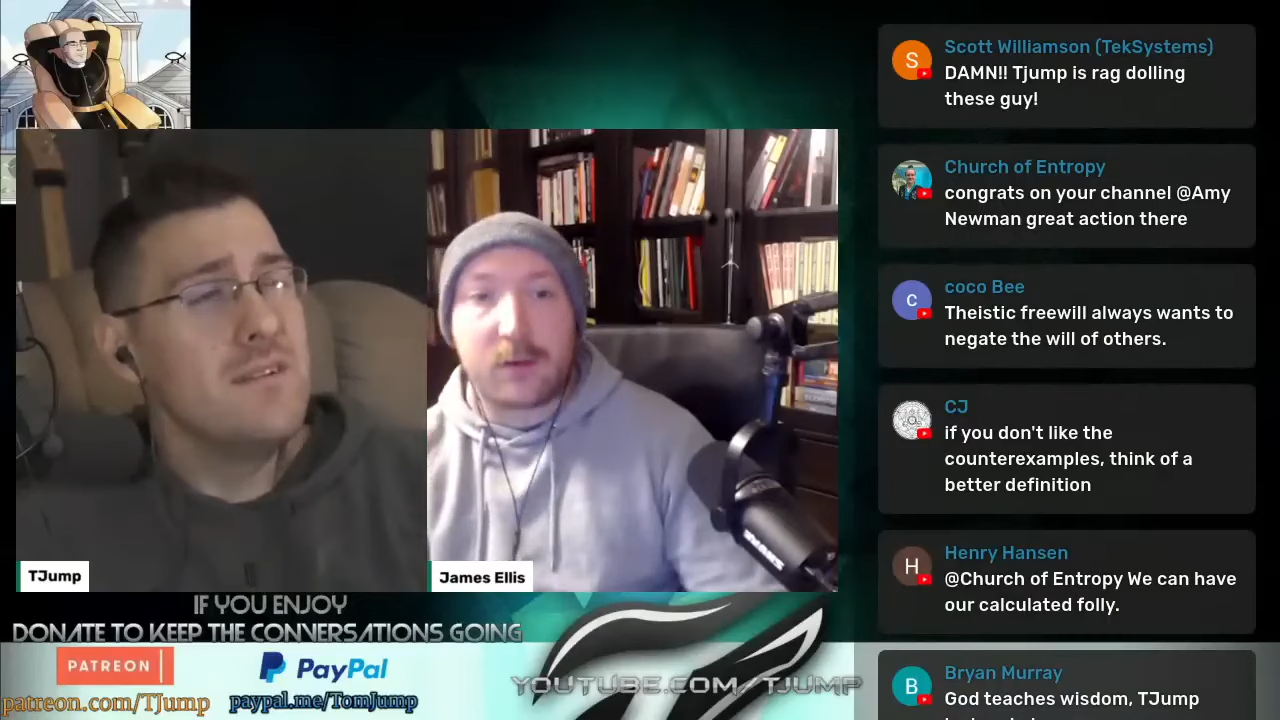 Scott Williamson (TekSystems)
DAMN!! Tjump is rag dolling
these guy!
Church of Entropy
congrats on your channel @Amy
Newman great action there
coco Bee
Theistic freewill always wants to
negate the will of others.
CJ
if you don't like the
counterexamples, think of a
better definition
H
Henry Hansen
@Church of Entropy We can have
our calculated folly.
B
Bryan Murray
God teaches wisdom, TJump
S
c
TJump
James Ellis
IF YOU ENJOY
DONATE TO KEEP THE CONVERSATIONS GOING
PATREON
PayPal
patreon.com/TJump
paypal.me/TomJump
YOUTUBE.COM/TJUMP